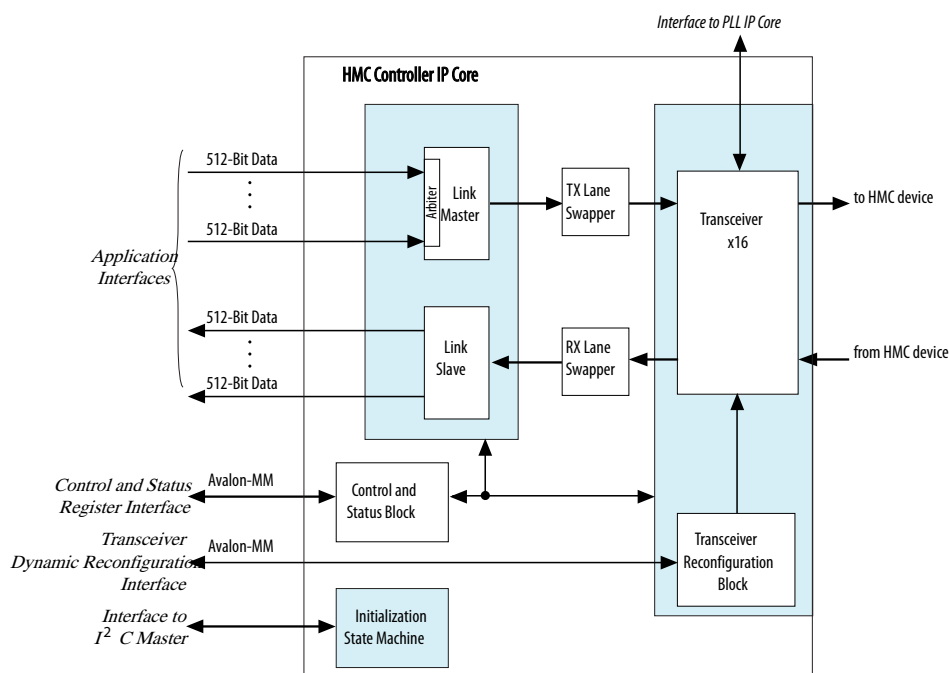 Interface to PLL IP Core
HMC Controller IP Core
512-Bit Data
512-Bit Data
Application
Interfaces
512-Bit Data
512-Bit Data
Arbiter
Link
Master
TX Lane
Swapper
Transceiver
x16
to HMC device
Link
Slave
RX Lane
Swapper
from HMC device
Control and Status
Register Interface
Avalon-MM
Control and
Status Block
Transceiver
Dynamic Reconfiguration
Interface
Avalon-MM
Transceiver
Reconfiguration
Block
Interface to
I² C Master
Initialization
State Machine